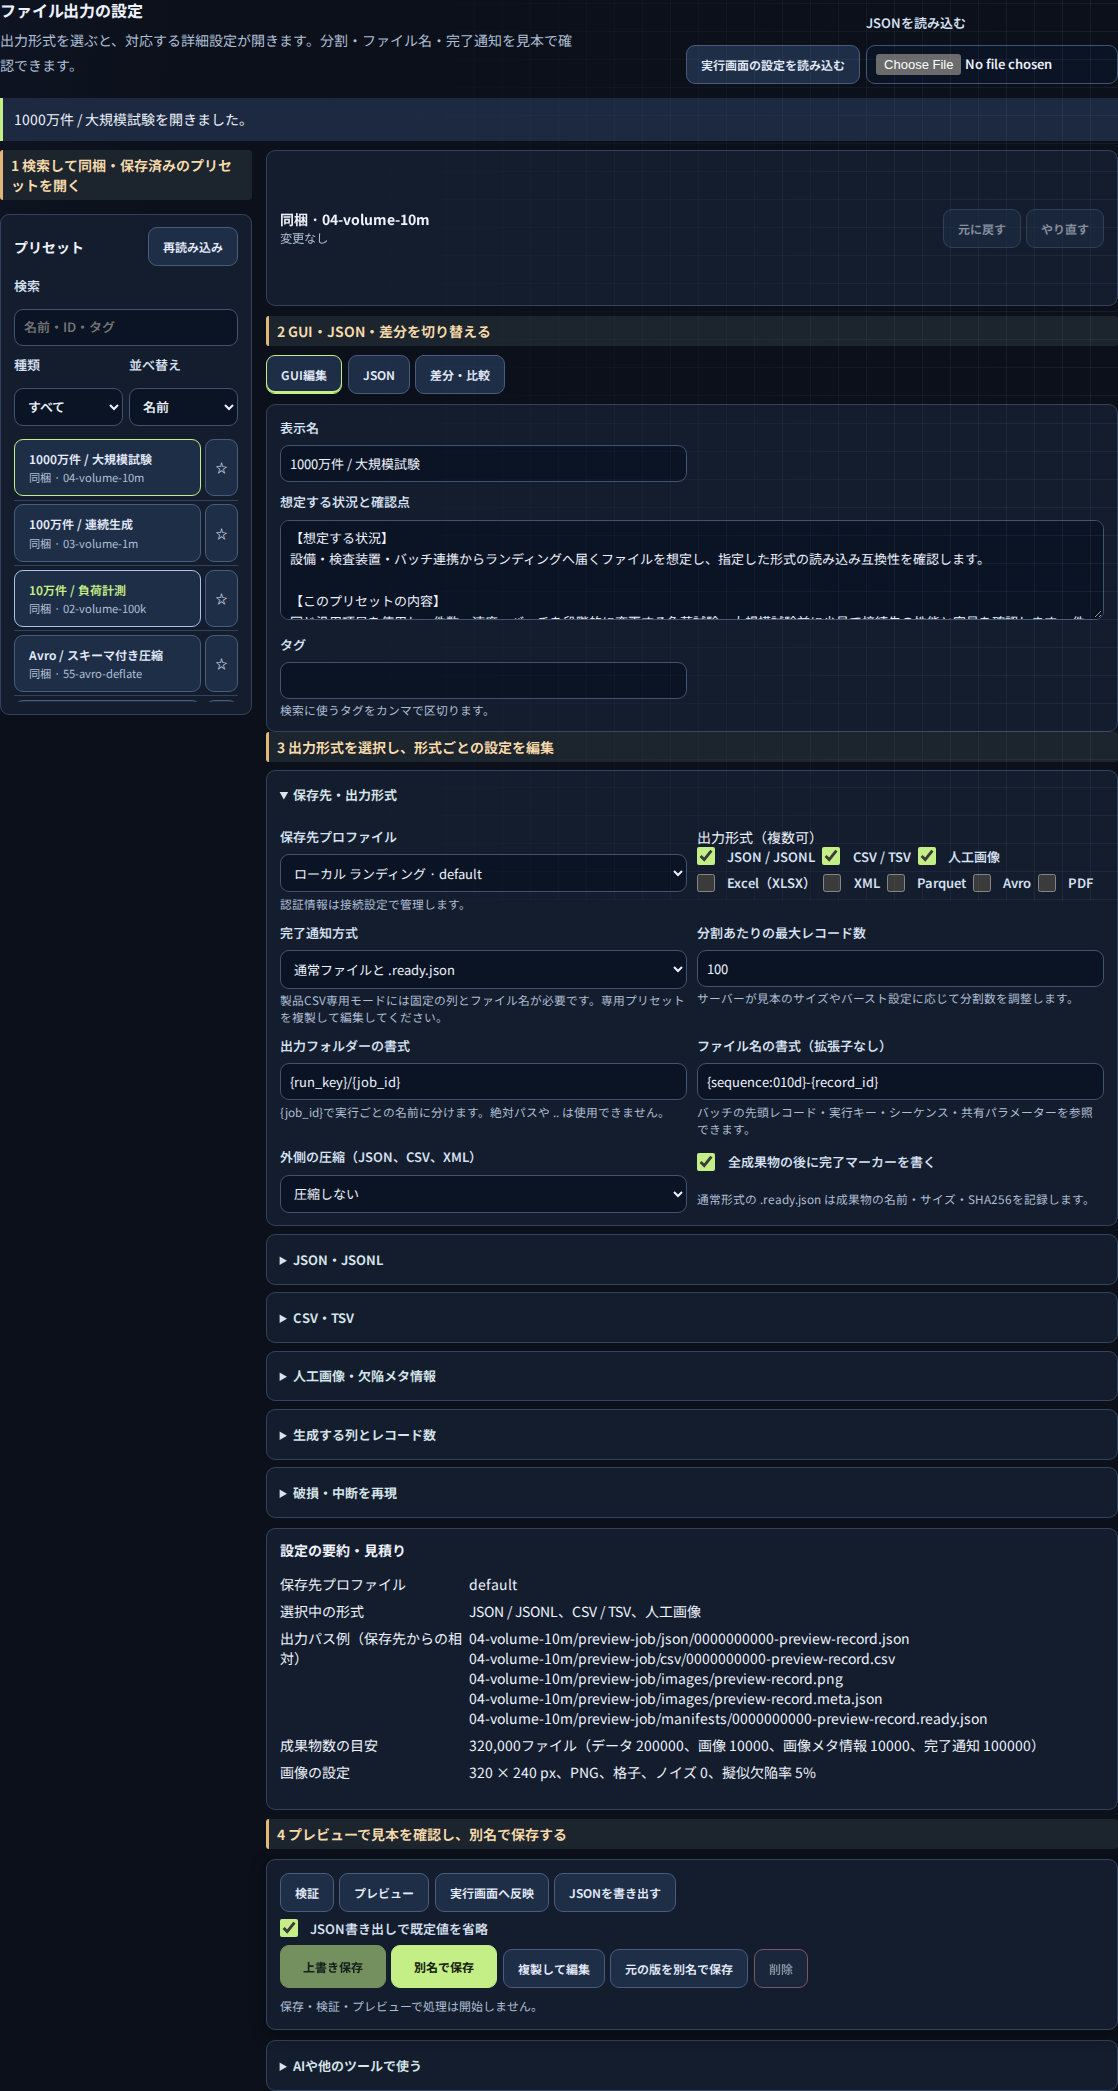 ファイル出力の設定
出力形式を選ぶと、対応する詳細設定が開きます。分割・ファイル名・完了通知を見本で確
認できます。
実行画面の設定を読み込む
JSONを読み込む
Choose File No file chosen
1000万件 / 大規模試験を開きました。
1 検索して同梱・保存済みのプリセ
ットを開く
プリセット
再読み込み
検索
名前・ID・タグ
種類
並べ替え
すべて
名前
1000万件 / 大規模試験
同梱 · 04-volume-10m
☆
100万件 / 連続生成
同梱 · 03-volume-1m
☆
10万件 / 負荷計測
同梱 · 02-volume-100k
☆
Avro / スキーマ付き圧縮
同梱 · 55-avro-deflate
☆
同梱 · 04-volume-10m
変更なし
元に戻す
やり直す
2 GUI・JSON・差分を切り替える
GUI編集
JSON
差分・比較
表示名
1000万件 / 大規模試験
想定する状況と確認点
【想定する状況】
設備・検査装置・バッチ連携からランディングへ届くファイルを想定し、指定した形式の読み込み互換性を確認します。
【このプリセットの内容】
タグ
検索に使うタグをカンマで区切ります。
3 出力形式を選択し、形式ごとの設定を編集
▼ 保存先・出力形式
保存先プロファイル
ローカル ランディング · default
認証情報は接続設定で管理します。
出力形式（複数可）
JSON / JSONL CSV / TSV 人工画像
Excel（XLSX） XML Parquet Avro PDF
完了通知方式
通常ファイルと .ready.json
製品CSV専用モードには固定の列とファイル名が必要です。専用プリセット
を複製して編集してください。
分割あたりの最大レコード数
100
サーバーが見本のサイズやバースト設定に応じて分割数を調整します。
出力フォルダーの書式
{run_key}/{job_id}
{job_id}で実行ごとの名前に分けます。絶対パスや .. は使用できません。
ファイル名の書式（拡張子なし）
{sequence:010d}-{record_id}
バッチの先頭レコード・実行キー・シーケンス・共有パラメーターを参照
できます。
外側の圧縮（JSON、CSV、XML）
圧縮しない
全成果物の後に完了マーカーを書く
通常形式の .ready.json は成果物の名前・サイズ・SHA256を記録します。
▶ JSON・JSONL
▶ CSV・TSV
▶ 人工画像・欠陥メタ情報
▶ 生成する列とレコード数
▶ 破損・中断を再現
設定の要約・見積り
保存先プロファイル default
選択中の形式 JSON / JSONL、CSV / TSV、人工画像
出力パス例（保存先からの相
対）
04-volume-10m/preview-job/json/0000000000-preview-record.json
04-volume-10m/preview-job/csv/0000000000-preview-record.csv
04-volume-10m/preview-job/images/preview-record.png
04-volume-10m/preview-job/images/preview-record.meta.json
04-volume-10m/preview-job/manifests/0000000000-preview-record.ready.json
成果物数の目安 320,000ファイル（データ 200000、画像 10000、画像メタ情報 10000、完了通知 100000）
画像の設定 320 × 240 px、PNG、格子、ノイズ 0、擬似欠陥率 5%
4 プレビューで見本を確認し、別名で保存する
検証
プレビュー
実行画面へ反映
JSONを書き出す
JSON書き出しで既定値を省略
上書き保存
別名で保存
複製して編集
元の版を別名で保存
削除
保存・検証・プレビューで処理は開始しません。
▶ AIや他のツールで使う